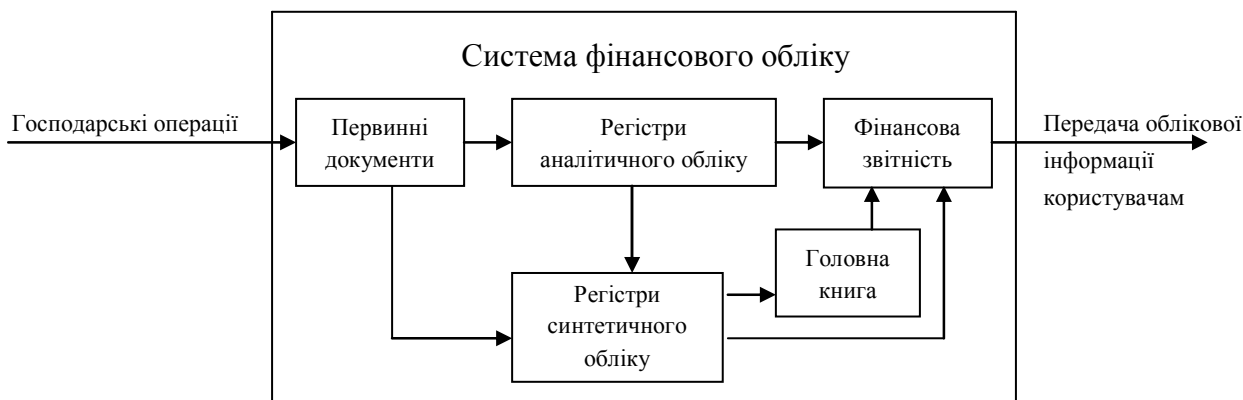 Система фінансового обліку
Господарські операції
Первинні
документи
Регістри
аналітичного обліку
Фінансова
звітність
Передача облікової
інформації
користувачам
Головна
книга
Регістри
синтетичного
обліку